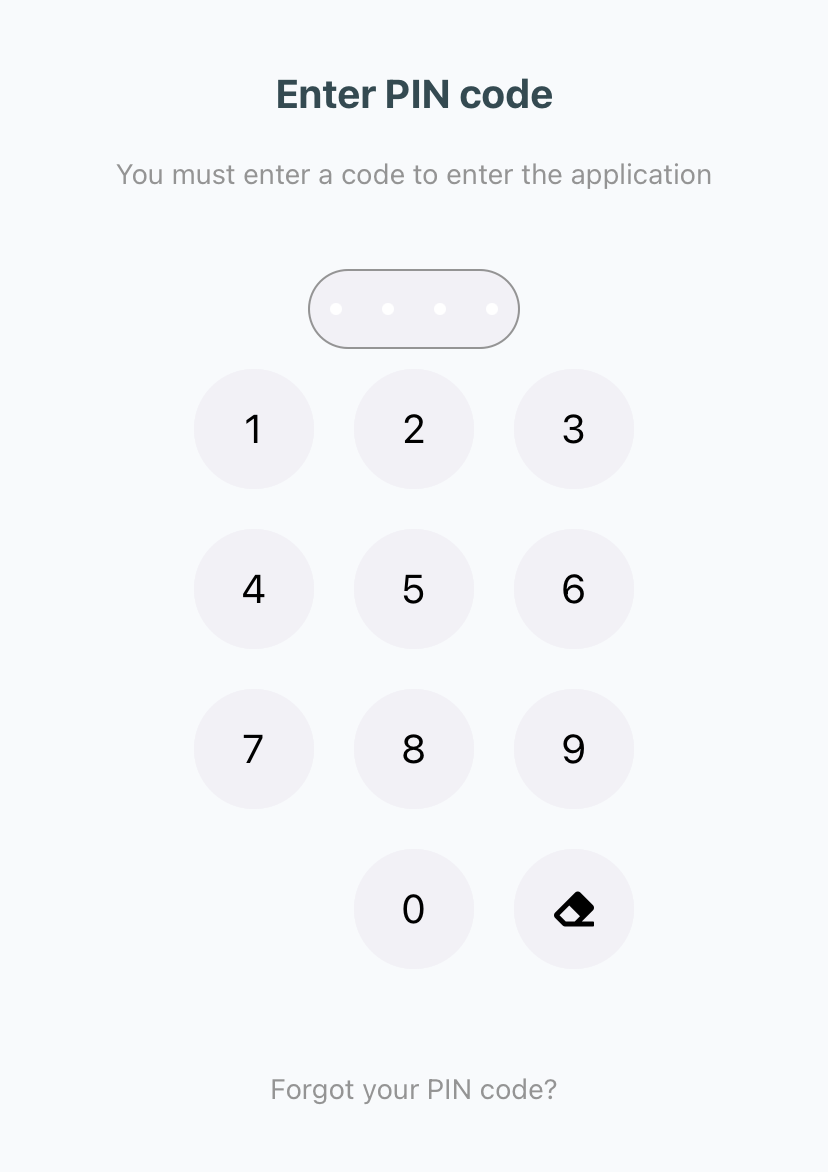 Enter PIN code
You must enter a code to enter the application
1 2 3
4 5 6
7 8 9
0
Forgot your PIN code?